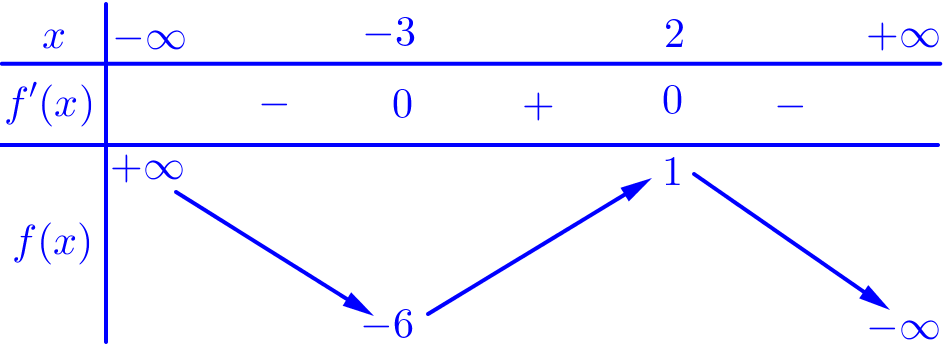 x −∞ −3 2 +∞
f′(x) − 0 + 0 −
+∞ 1
f(x)
−6 −∞